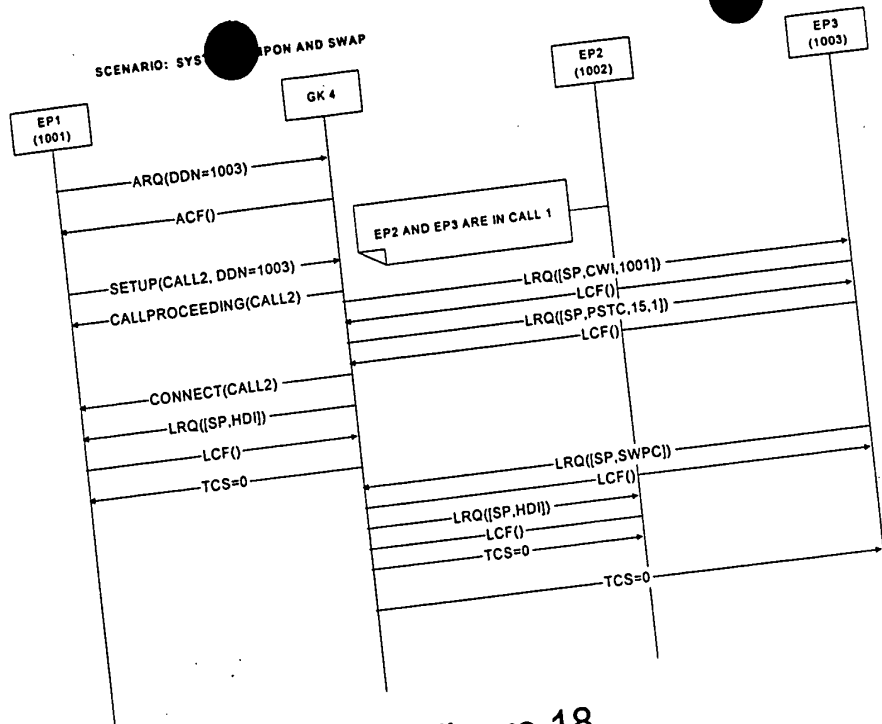 SCENARIO: SYS PON AND SWAP
EP1
(1001)
GK 4
EP2
(1002)
EP3
(1003)
ARQ(DDN=1003)
ACF()
EP2 AND EP3 ARE IN CALL 1
SETUP(CALL2, DDN=1003)
CALLPROCEEDING(CALL2)
LRQ([SP,CWI,1001])
LCF()
LRQ([SP,PSTC,15,1])
LCF()
CONNECT(CALL2)
LRQ([SP,HDI])
LCF()
TCS=0
LRQ([SP,SWPC])
LCF()
LRQ([SP,HDI])
LCF()
TCS=0
TCS=0
18